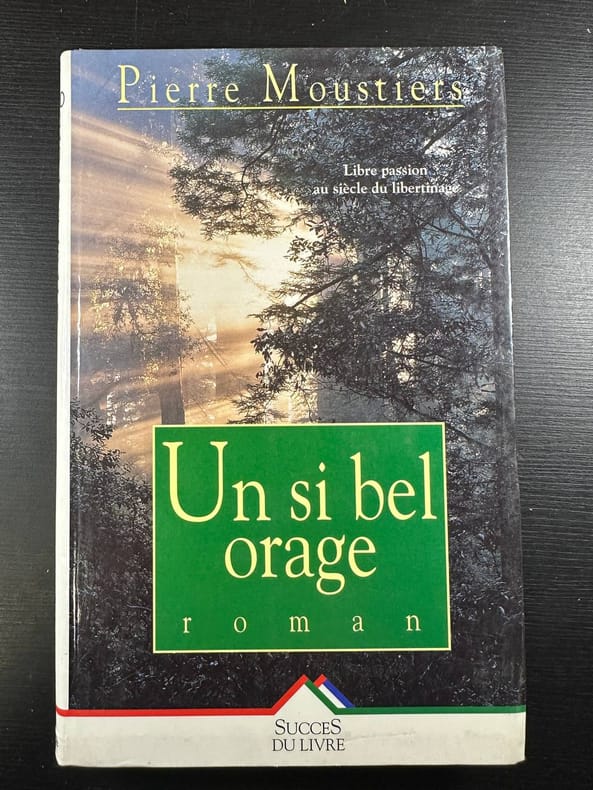 Pierre Moustiers
Libre passion
au siècle du libertinage
Un si bel
orage
roman
SUCCES
DU LIVRE